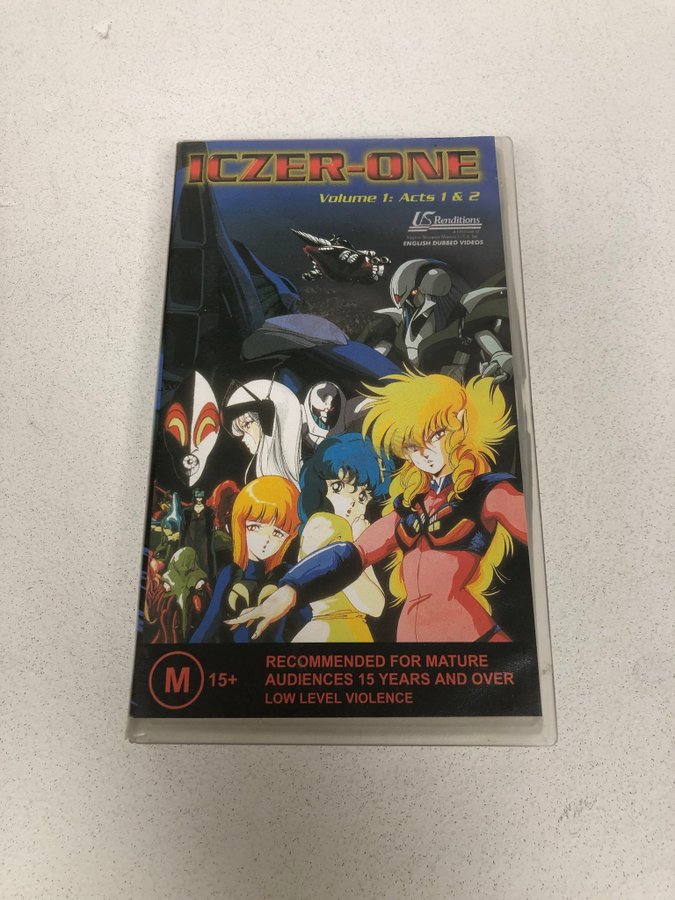 ICZER-ONE
Volume 1: Acts 1 & 2
US Renditions
ENGLISH DUBBED VIDEOS
M 15+
RECOMMENDED FOR MATURE
AUDIENCES 15 YEARS AND OVER
LOW LEVEL VIOLENCE